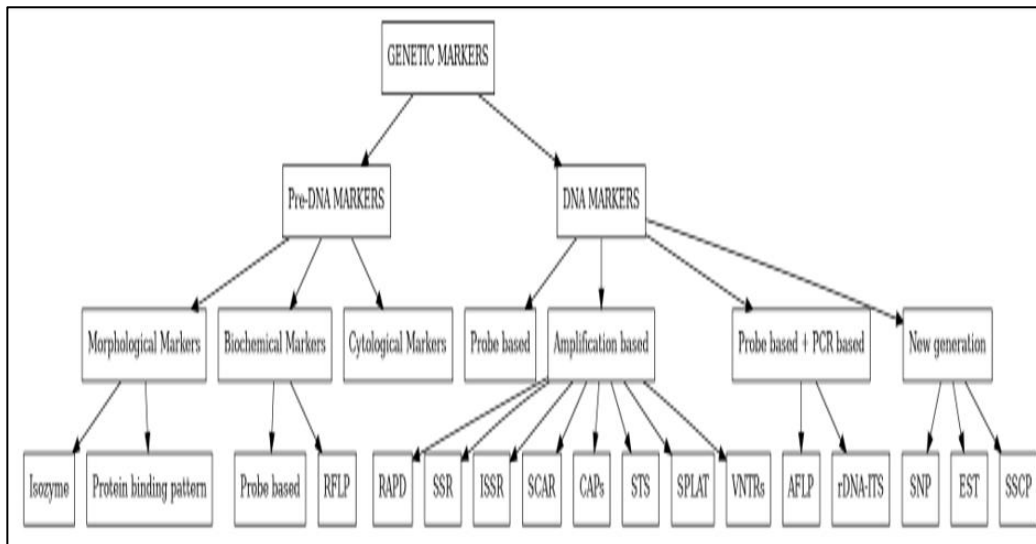 GENETIC MARKERS
Pre-DNA MARKERS
DNA MARKERS
Morphological Markers
Biochemical Markers
Cytological Markers
Probe based
Amplification based
Probe based + PCR based
New generation
Isozyme
Protein binding pattern
Probe based
RFLP
RAPD
SSR
ISSR
SCAR
CAPs
STS
SPLAT
VNTRs
AFLP
rDNA-ITS
SNP
EST
SSCP